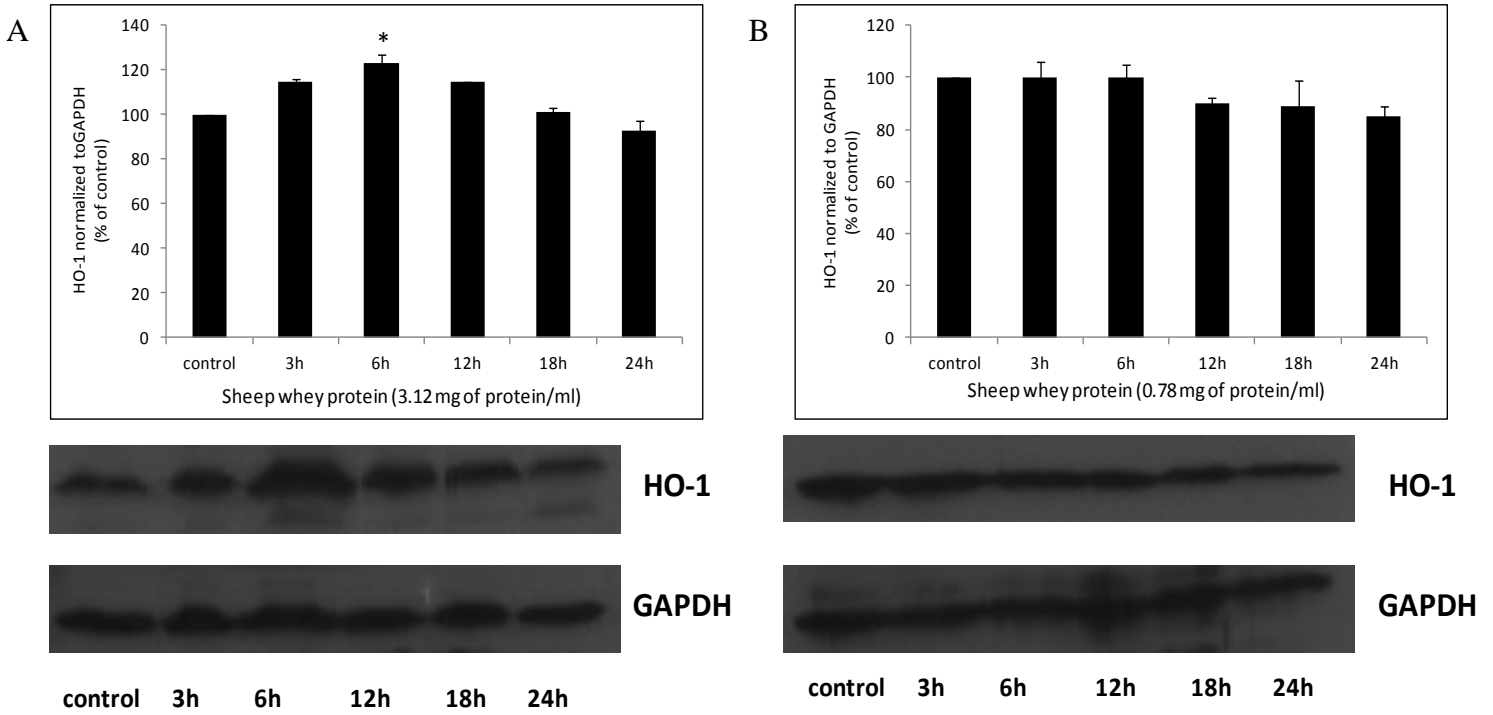 A
140
120
100
80
60
40
20
0
*
HO-1 normalized toGAPDH
(% of control)
control 3h 6h 12h 18h 24h
Sheep whey protein (3.12 mg of protein/ml)
HO-1
GAPDH
control 3h 6h 12h 18h 24h
B
120
100
80
60
40
20
0
HO-1 normalized to GAPDH
(% of control)
control 3h 6h 12h 18h 24h
Sheep whey protein (0.78 mg of protein/ml)
HO-1
GAPDH
control 3h 6h 12h 18h 24h